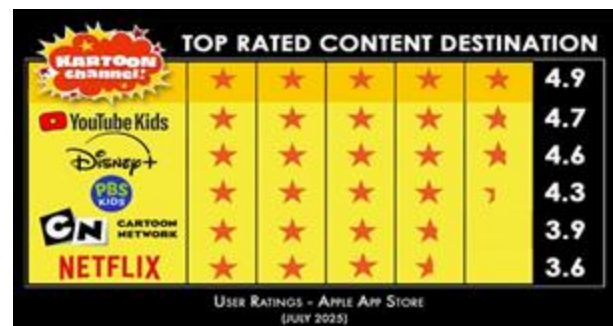 KARTOON
channel!
TOP RATED CONTENT DESTINATION
4.9
YouTube Kids
4.7
Disney+
4.6
PBS
KIDS
4.3
CN CARTOON
NETWORK
3.9
NETFLIX
3.6
USER RATINGS - APPLE APP STORE
(JULY 2025)